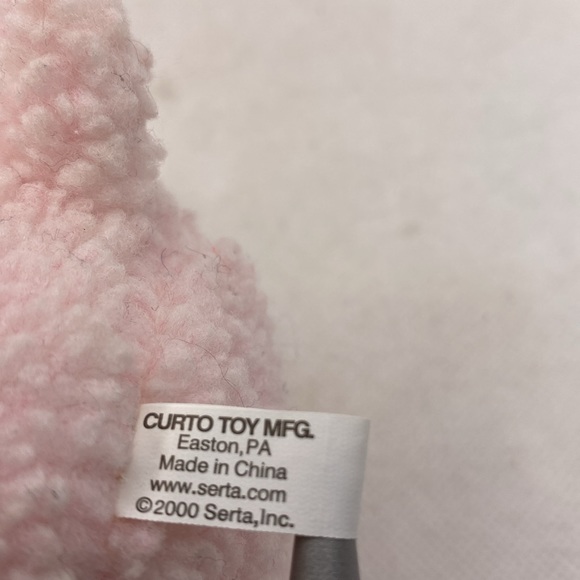 CURTO TOY MFG.
Easton, PA
Made in China
www.serta.com
©2000 Serta, Inc.